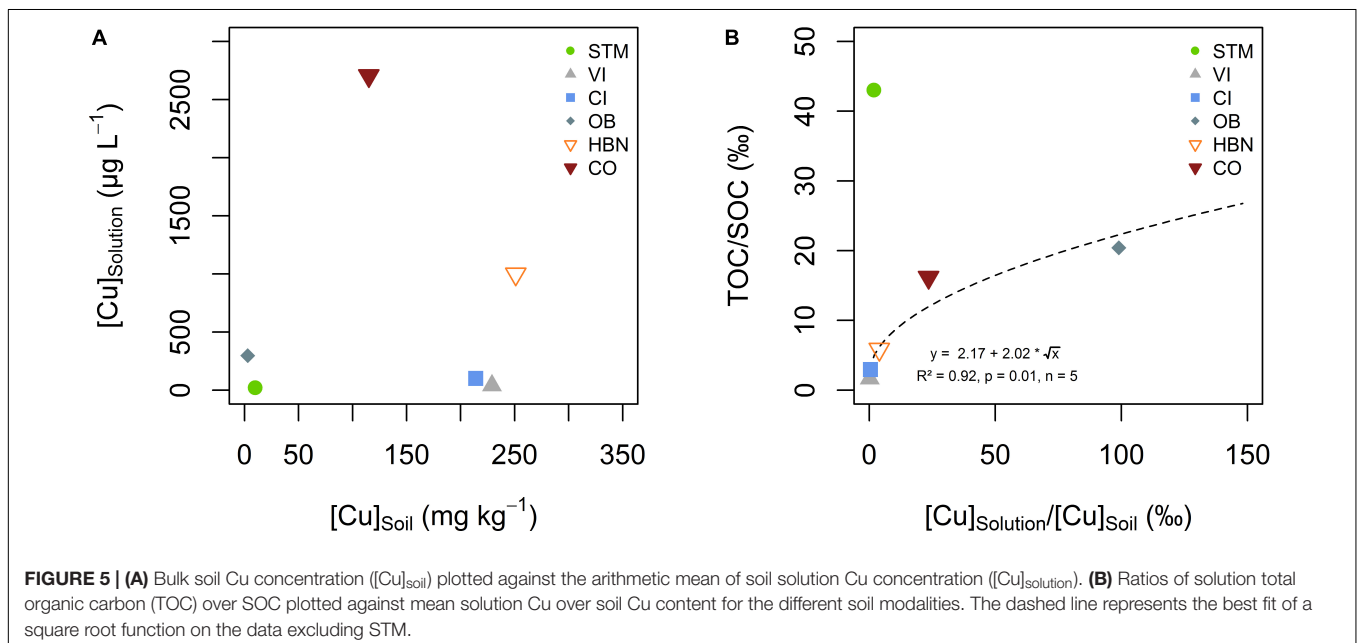 A
[Cu]Solution (µg L⁻¹)
2500
1500
500
0
0 50 150 250 350
[Cu]Soil (mg kg⁻¹)
STM
VI
CI
OB
HBN
CO
B
TOC/SOC (‰)
50
40
30
20
10
0
0 50 100 150
[Cu]Solution/[Cu]Soil (‰)
STM
VI
CI
OB
HBN
CO
y = 2.17 + 2.02 * √x
R² = 0.92, p = 0.01, n = 5
FIGURE 5 | (A) Bulk soil Cu concentration ([Cu]soil) plotted against the arithmetic mean of soil solution Cu concentration ([Cu]solution). (B) Ratios of solution total
organic carbon (TOC) over SOC plotted against mean solution Cu over soil Cu content for the different soil modalities. The dashed line represents the best fit of a
square root function on the data excluding STM.